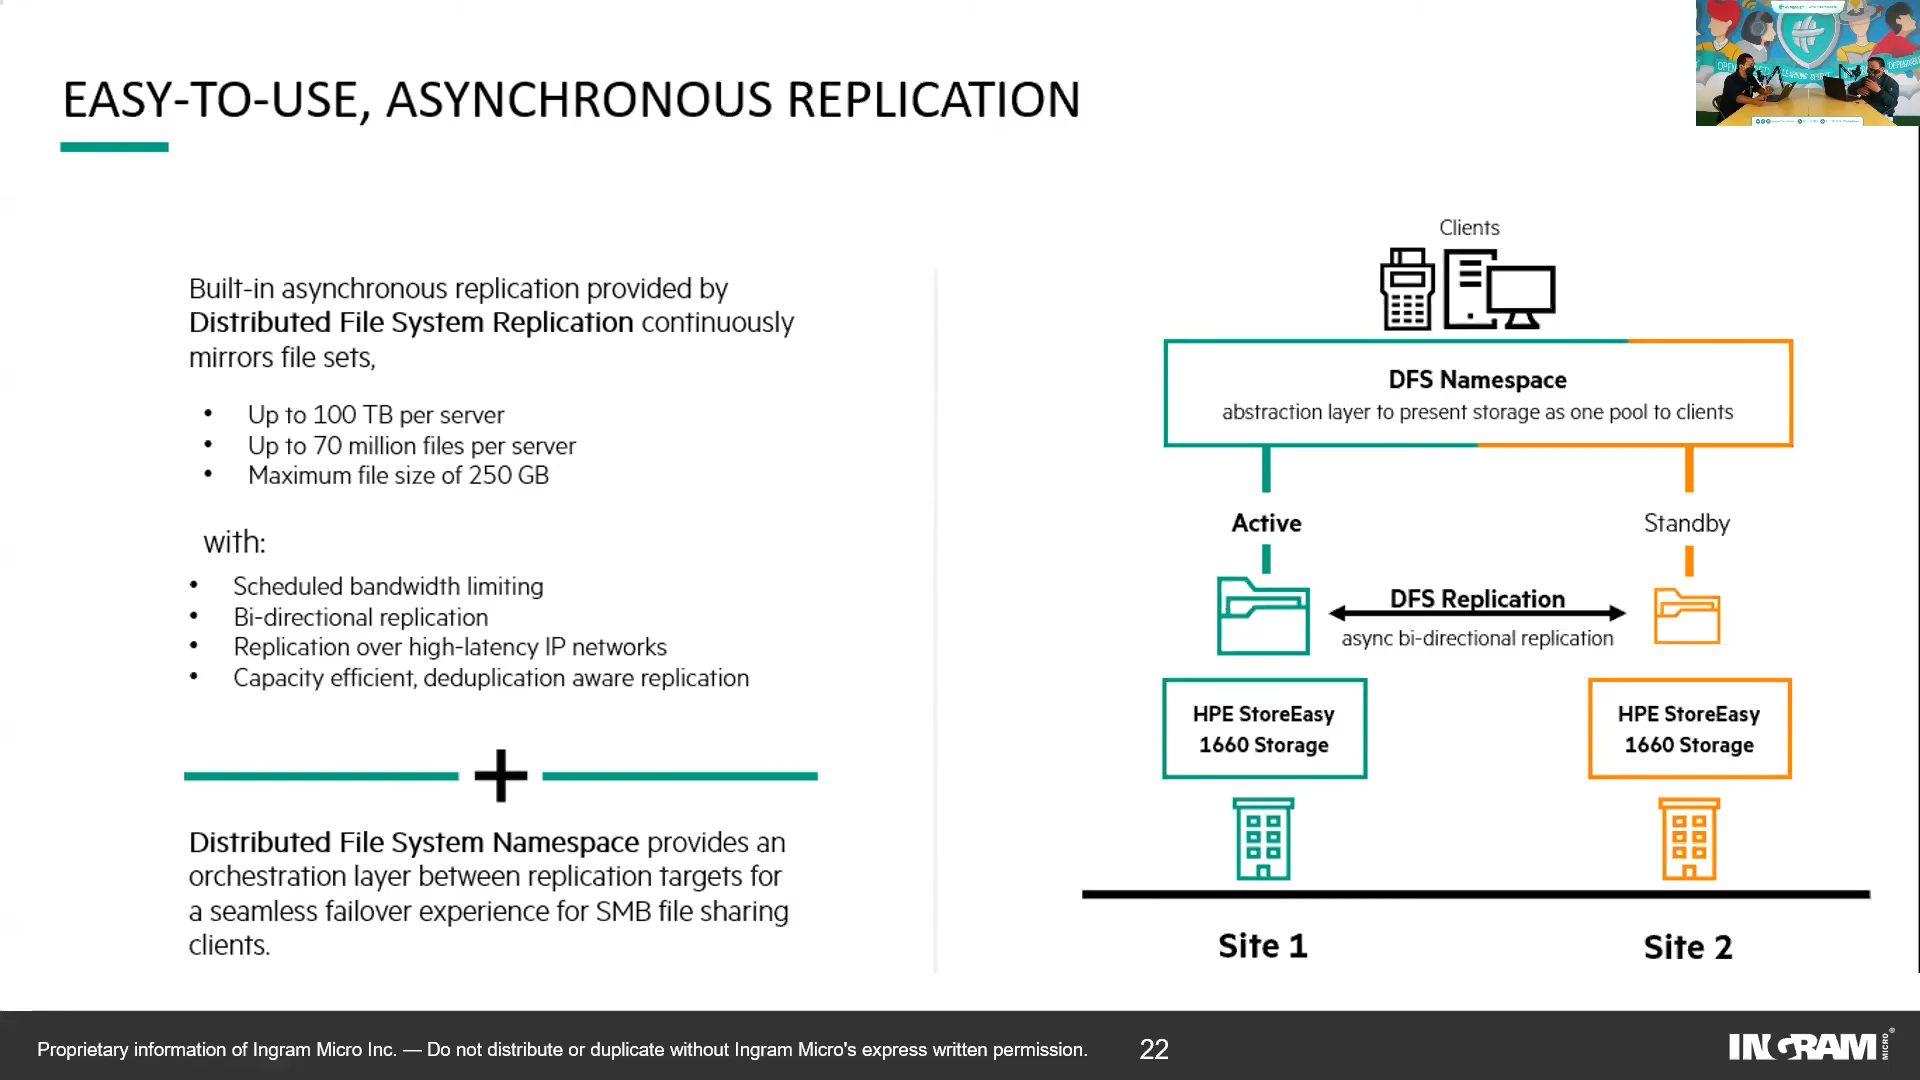 EASY-TO-USE, ASYNCHRONOUS REPLICATION
Built-in asynchronous replication provided by
Distributed File System Replication continuously
mirrors file sets,
• Up to 100 TB per server
• Up to 70 million files per server
• Maximum file size of 250 GB
with:
• Scheduled bandwidth limiting
• Bi-directional replication
• Replication over high-latency IP networks
• Capacity efficient, deduplication aware replication
+
Distributed File System Namespace provides an
orchestration layer between replication targets for
a seamless failover experience for SMB file sharing
clients.
Clients
DFS Namespace
abstraction layer to present storage as one pool to clients
Active
Standby
DFS Replication
async bi-directional replication
HPE StoreEasy
1660 Storage
HPE StoreEasy
1660 Storage
Site 1
Site 2
Proprietary information of Ingram Micro Inc. — Do not distribute or duplicate without Ingram Micro's express written permission.
22
INGRAM MICRO®